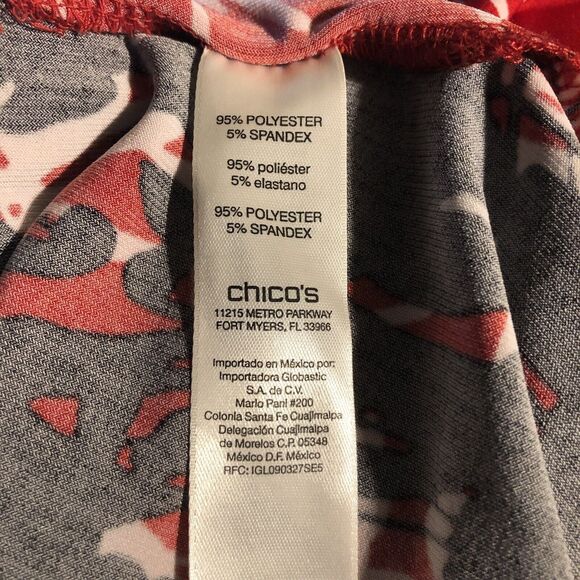 95% POLYESTER
5% SPANDEX
95% poliéster
5% elastano
95% POLYESTER
5% SPANDEX
chico's
11215 METRO PARKWAY
FORT MYERS, FL 33966
Importado en México por:
Importadora Globastic
S.A. de C.V.
Mario Pani #200
Colonia Santa Fe Cuajimalpa
Delegación Cuajimalpa
de Morelos C.P. 05348
México D.F. México
RFC: IGL090327SE5